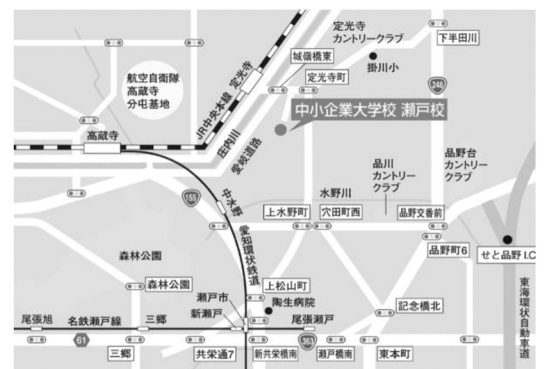 定光寺
カントリークラブ
下半田川
城嶺橋東
掛川小
定光寺町
定光寺
248
航空自衛隊
高蔵寺
分屯基地
JR中央本線
中小企業大学校 瀬戸校
高蔵寺
庄内川
愛岐道路
品野台
カントリー
クラブ
品川
カントリー
クラブ
155
中水野
水野川
上水野町
穴田町西
品野交番前
愛知環状鉄道
品野町6
せと品野 I.C
森林公園
森林公園
上松山町
陶生病院
瀬戸市
新瀬戸
記念橋北
東海環状自動車道
尾張旭
名鉄瀬戸線
三郷
尾張瀬戸
61
363
三郷
共栄通7
新共栄橋南
瀬戸橋南
東本町